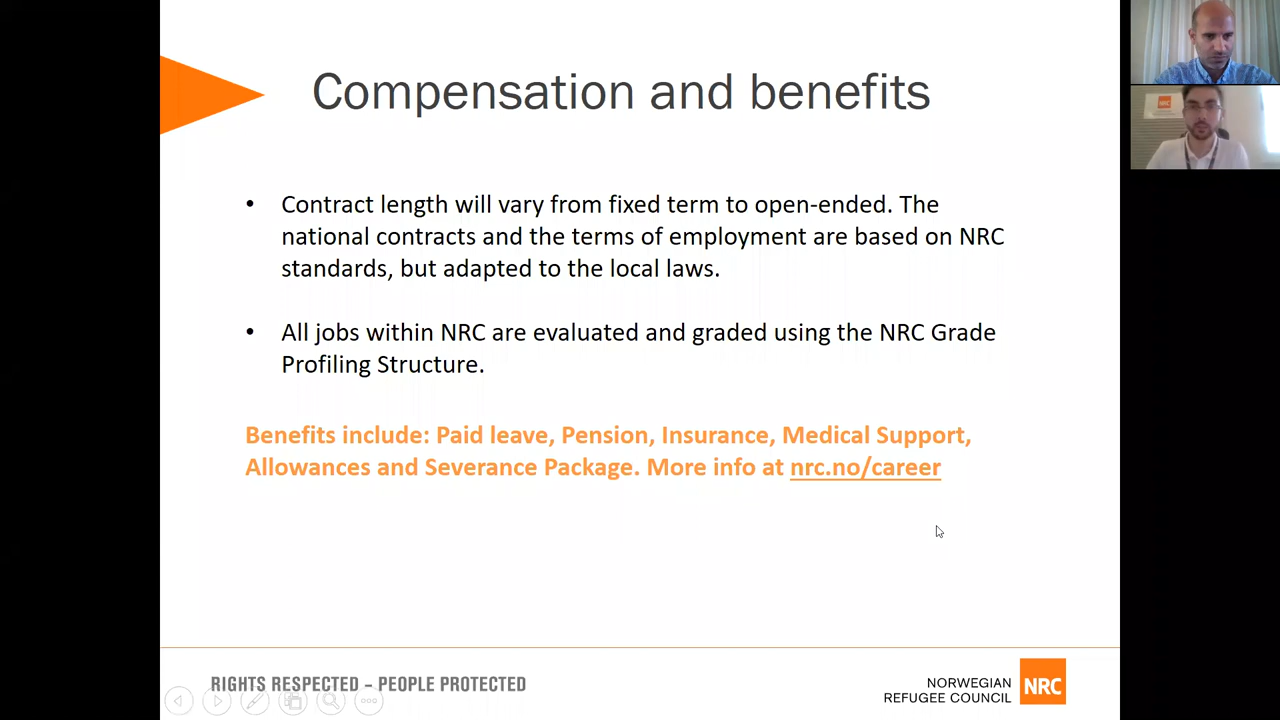 Compensation and benefits
• Contract length will vary from fixed term to open-ended. The
national contracts and the terms of employment are based on NRC
standards, but adapted to the local laws.
• All jobs within NRC are evaluated and graded using the NRC Grade
Profiling Structure.
Benefits include: Paid leave, Pension, Insurance, Medical Support,
Allowances and Severance Package. More info at nrc.no/career
RIGHTS RESPECTED – PEOPLE PROTECTED
NORWEGIAN
REFUGEE COUNCIL
NRC
NRC